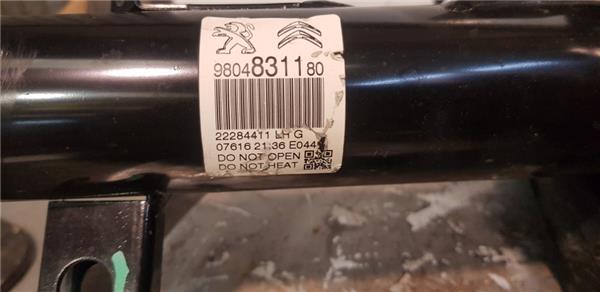 9804831180
22284411 LH G
07616 21:36 E044
DO NOT OPEN
DO NOT HEAT